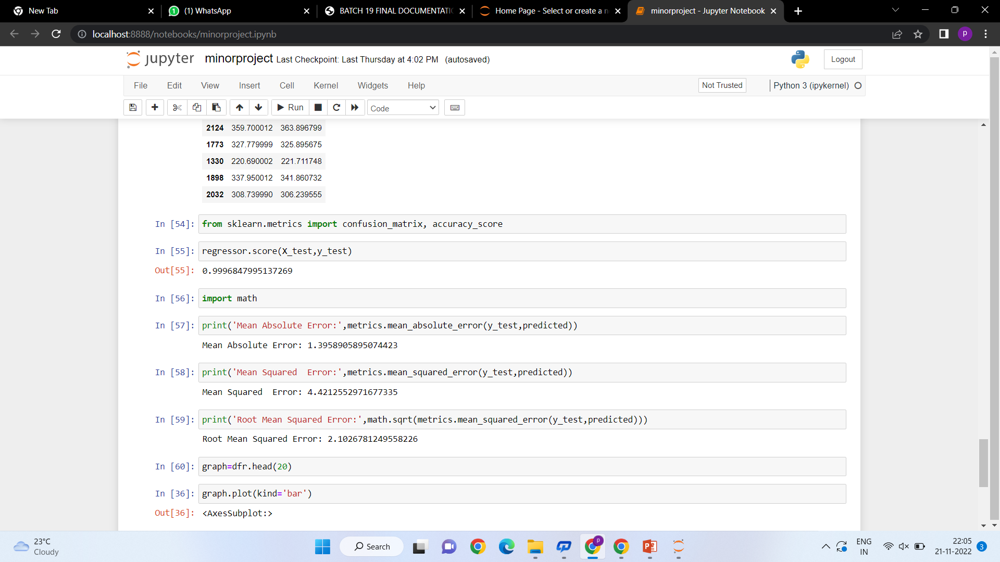 New Tab
(1) WhatsApp
BATCH 19 FINAL DOCUMENTATI
Home Page - Select or create a n
minorproject - Jupyter Notebook
localhost:8888/notebooks/minorproject.ipynb
P
jupyter minorproject Last Checkpoint: Last Thursday at 4:02 PM (autosaved)
Logout
File Edit View Insert Cell Kernel Widgets Help
Not Trusted
Python 3 (ipykernel)
Run
Code
2124 359.700012 363.896799
1773 327.779999 325.895675
1330 220.690002 221.711748
1898 337.950012 341.860732
2032 308.739990 306.239555
In [54]: from sklearn.metrics import confusion_matrix, accuracy_score
In [55]: regressor.score(X_test,y_test)
Out[55]: 0.9996847995137269
In [56]: import math
In [57]: print('Mean Absolute Error:',metrics.mean_absolute_error(y_test,predicted))
Mean Absolute Error: 1.3958905895074423
In [58]: print('Mean Squared  Error:',metrics.mean_squared_error(y_test,predicted))
Mean Squared  Error: 4.4212552971677335
In [59]: print('Root Mean Squared Error:',math.sqrt(metrics.mean_squared_error(y_test,predicted)))
Root Mean Squared Error: 2.1026781249558226
In [60]: graph=dfr.head(20)
In [36]: graph.plot(kind='bar')
Out[36]: <AxesSubplot:>
23°C
Cloudy
Search
P
ENG
IN
22:05
21-11-2022
3